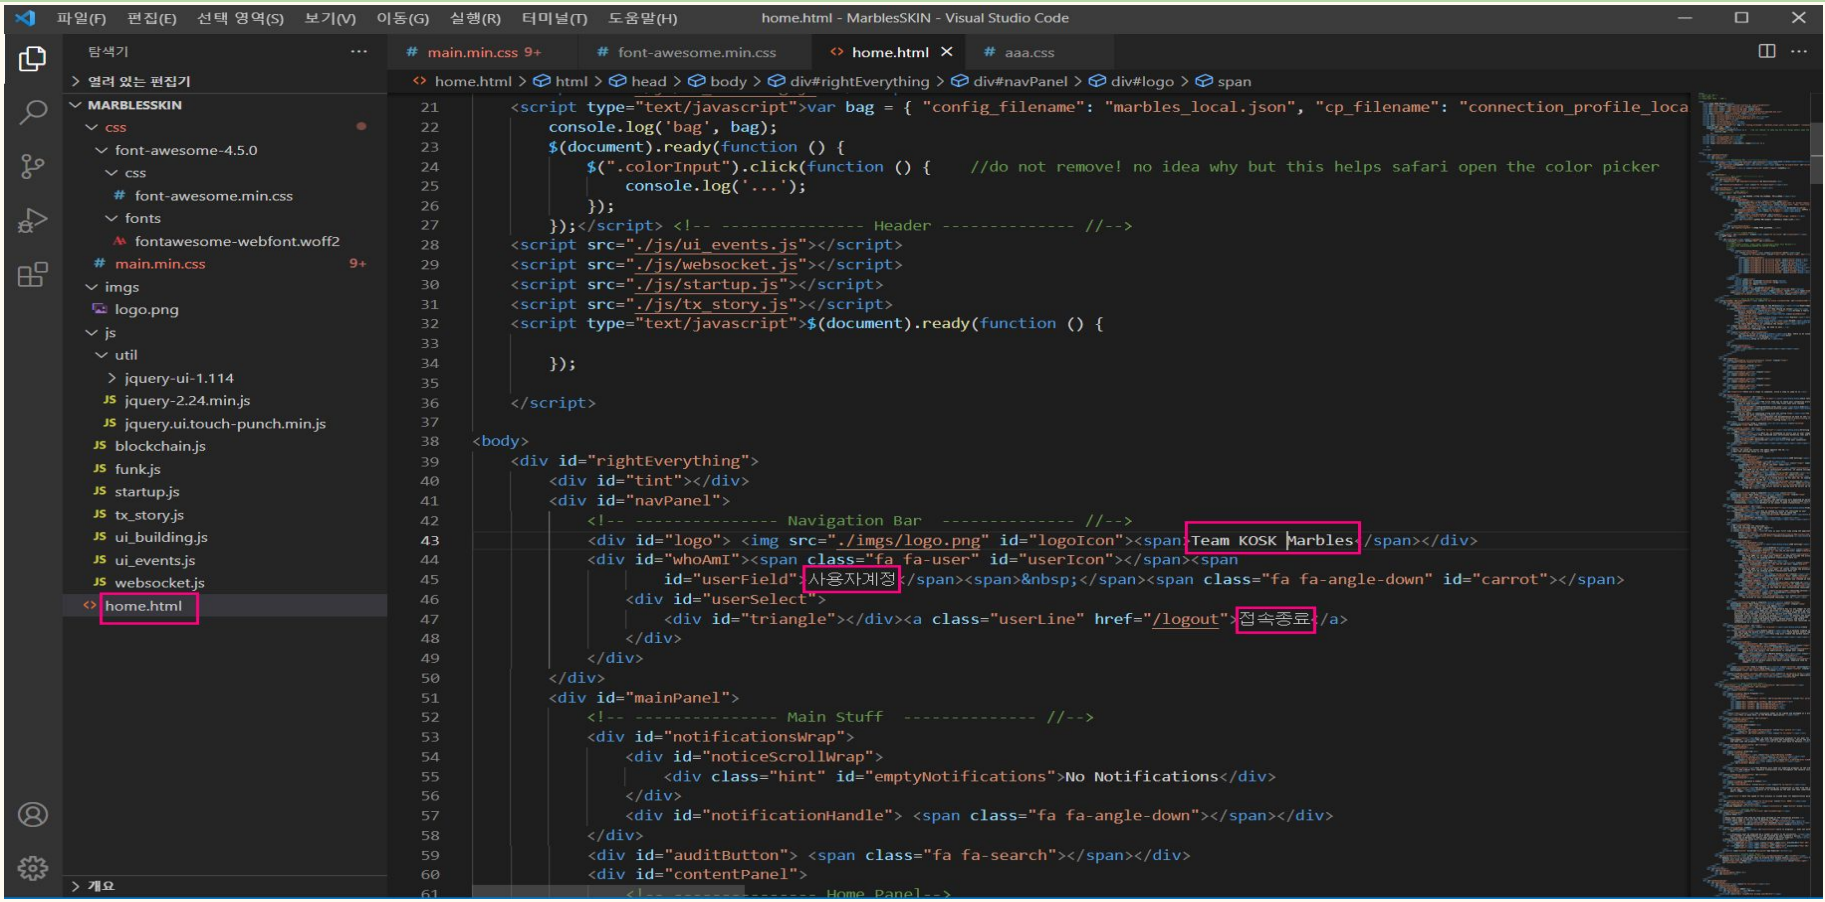 파일(F) 편집(E) 선택 영역(S) 보기(V) 이동(G) 실행(R) 터미널(T) 도움말(H) home.html - MarblesSKIN - Visual Studio Code
탐색기 ···
열려 있는 편집기
MARBLESSKIN
css
font-awesome-4.5.0
css
# font-awesome.min.css
fonts
fontawesome-webfont.woff2
# main.min.css 9+
imgs
logo.png
js
util
> jquery-ui-1.114
JS jquery-2.24.min.js
JS jquery.ui.touch-punch.min.js
JS blockchain.js
JS funk.js
JS startup.js
JS tx_story.js
JS ui_building.js
JS ui_events.js
JS websocket.js
<> home.html
> 개요
# main.min.css 9+ # font-awesome.min.css <> home.html × # aaa.css
<> home.html > html > head > body > div#rightEverything > div#navPanel > div#logo > span
21 <script type="text/javascript">var bag = { "config_filename": "marbles_local.json", "cp_filename": "connection_profile_loca
22 console.log('bag', bag);
23 $(document).ready(function () {
24 $(".colorInput").click(function () { //do not remove! no idea why but this helps safari open the color picker
25 console.log('...');
26 });
27 });</script> <!-- --------------- Header -------------- //-->
28 <script src="./js/ui_events.js"></script>
29 <script src="./js/websocket.js"></script>
30 <script src="./js/startup.js"></script>
31 <script src="./js/tx_story.js"></script>
32 <script type="text/javascript">$(document).ready(function () {
33
34 });
35
36 </script>
37
38 <body>
39 <div id="rightEverything">
40 <div id="tint"></div>
41 <div id="navPanel">
42 <!-- --------------- Navigation Bar -------------- //-->
43 <div id="logo"> <img src="./imgs/logo.png" id="logoIcon"><span>Team KOSK Marbles</span></div>
44 <div id="whoAmI"><span class="fa fa-user" id="userIcon"></span><span
45 id="userField">사용자계정</span><span>&nbsp;</span><span class="fa fa-angle-down" id="carrot"></span>
46 <div id="userSelect">
47 <div id="triangle"></div><a class="userLine" href="/logout">접속종료</a>
48 </div>
49 </div>
50 </div>
51 <div id="mainPanel">
52 <!-- --------------- Main Stuff -------------- //-->
53 <div id="notificationsWrap">
54 <div id="noticeScrollWrap">
55 <div class="hint" id="emptyNotifications">No Notifications</div>
56 </div>
57 <div id="notificationHandle"> <span class="fa fa-angle-down"></span></div>
58 </div>
59 <div id="auditButton"> <span class="fa fa-search"></span></div>
60 <div id="contentPanel">
61 <!-- --------------- Home Panel-->